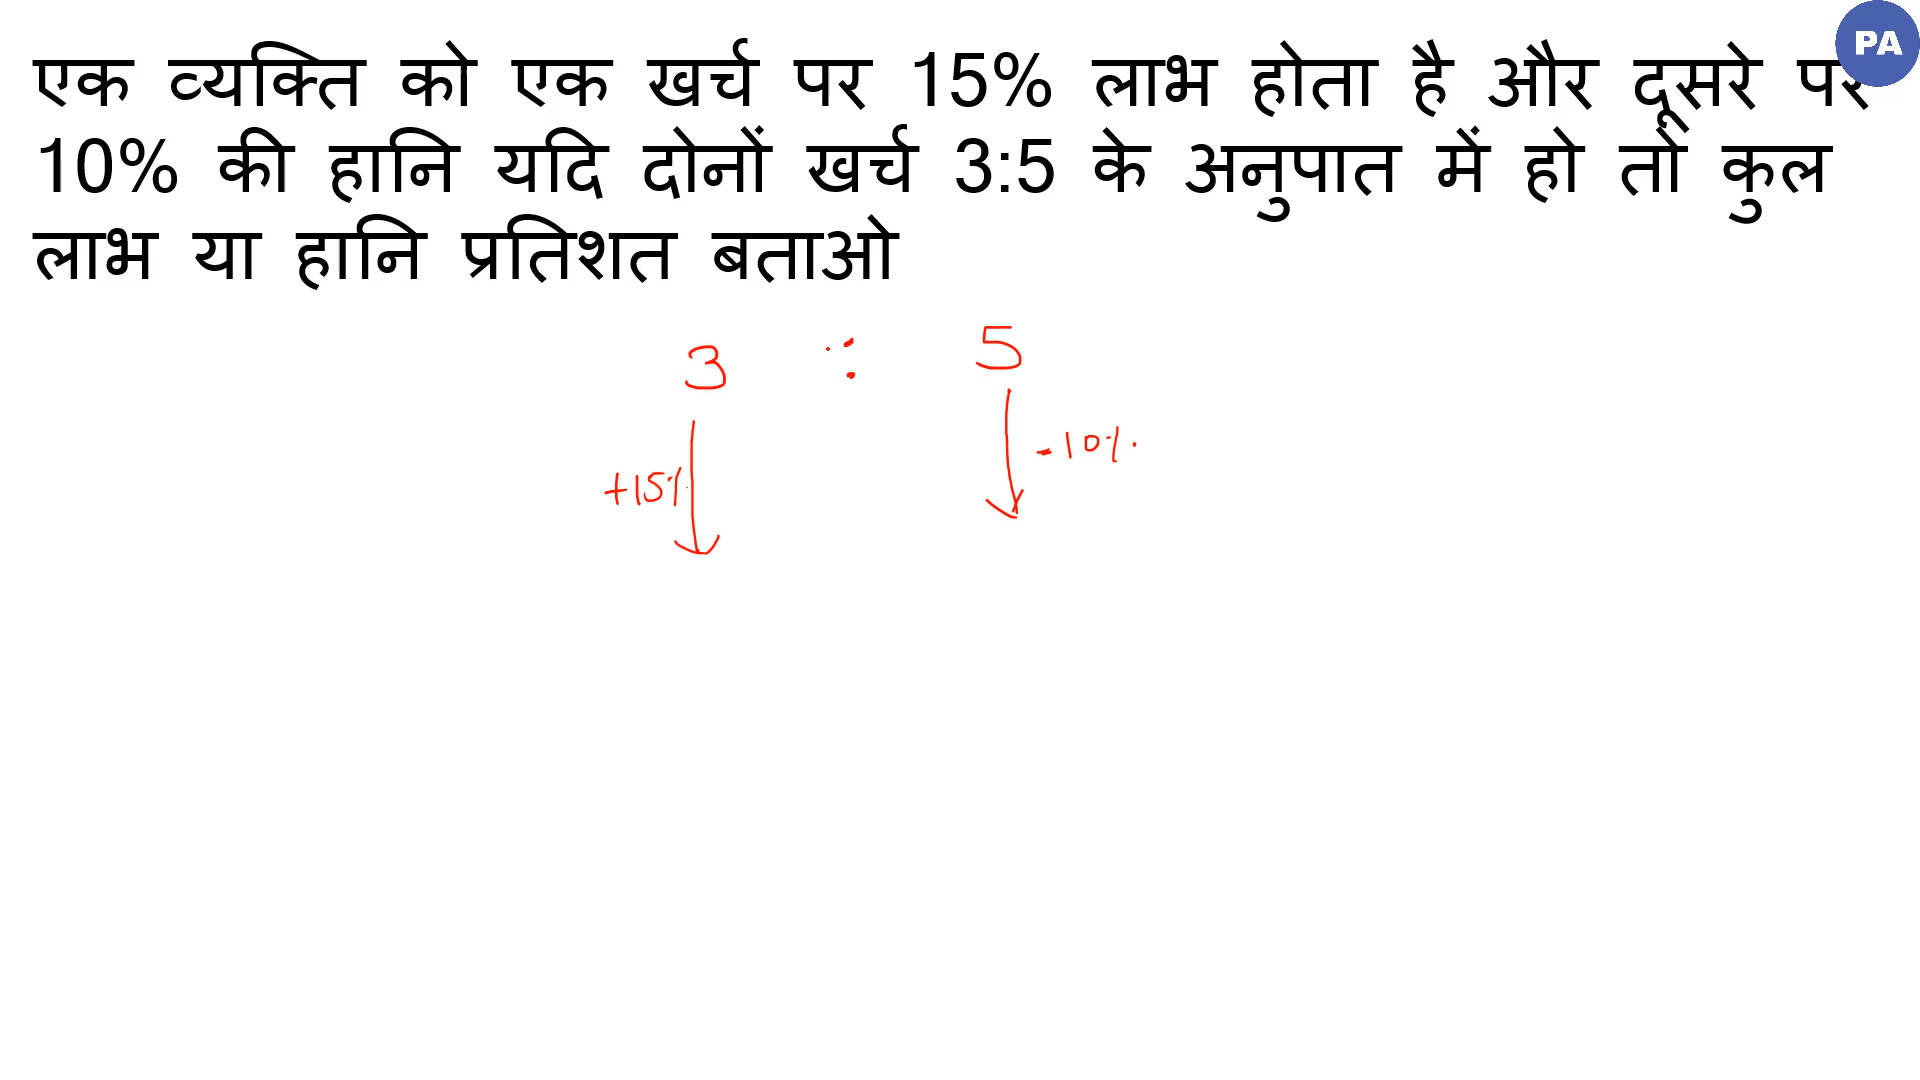 एक व्यक्ति को एक खर्च पर 15% लाभ होता है और दूसरे पर
10% की हानि यदि दोनों खर्च 3:5 के अनुपात में हो तो कुल
लाभ या हानि प्रतिशत बताओ
PA
3 : 5
+15% -10%